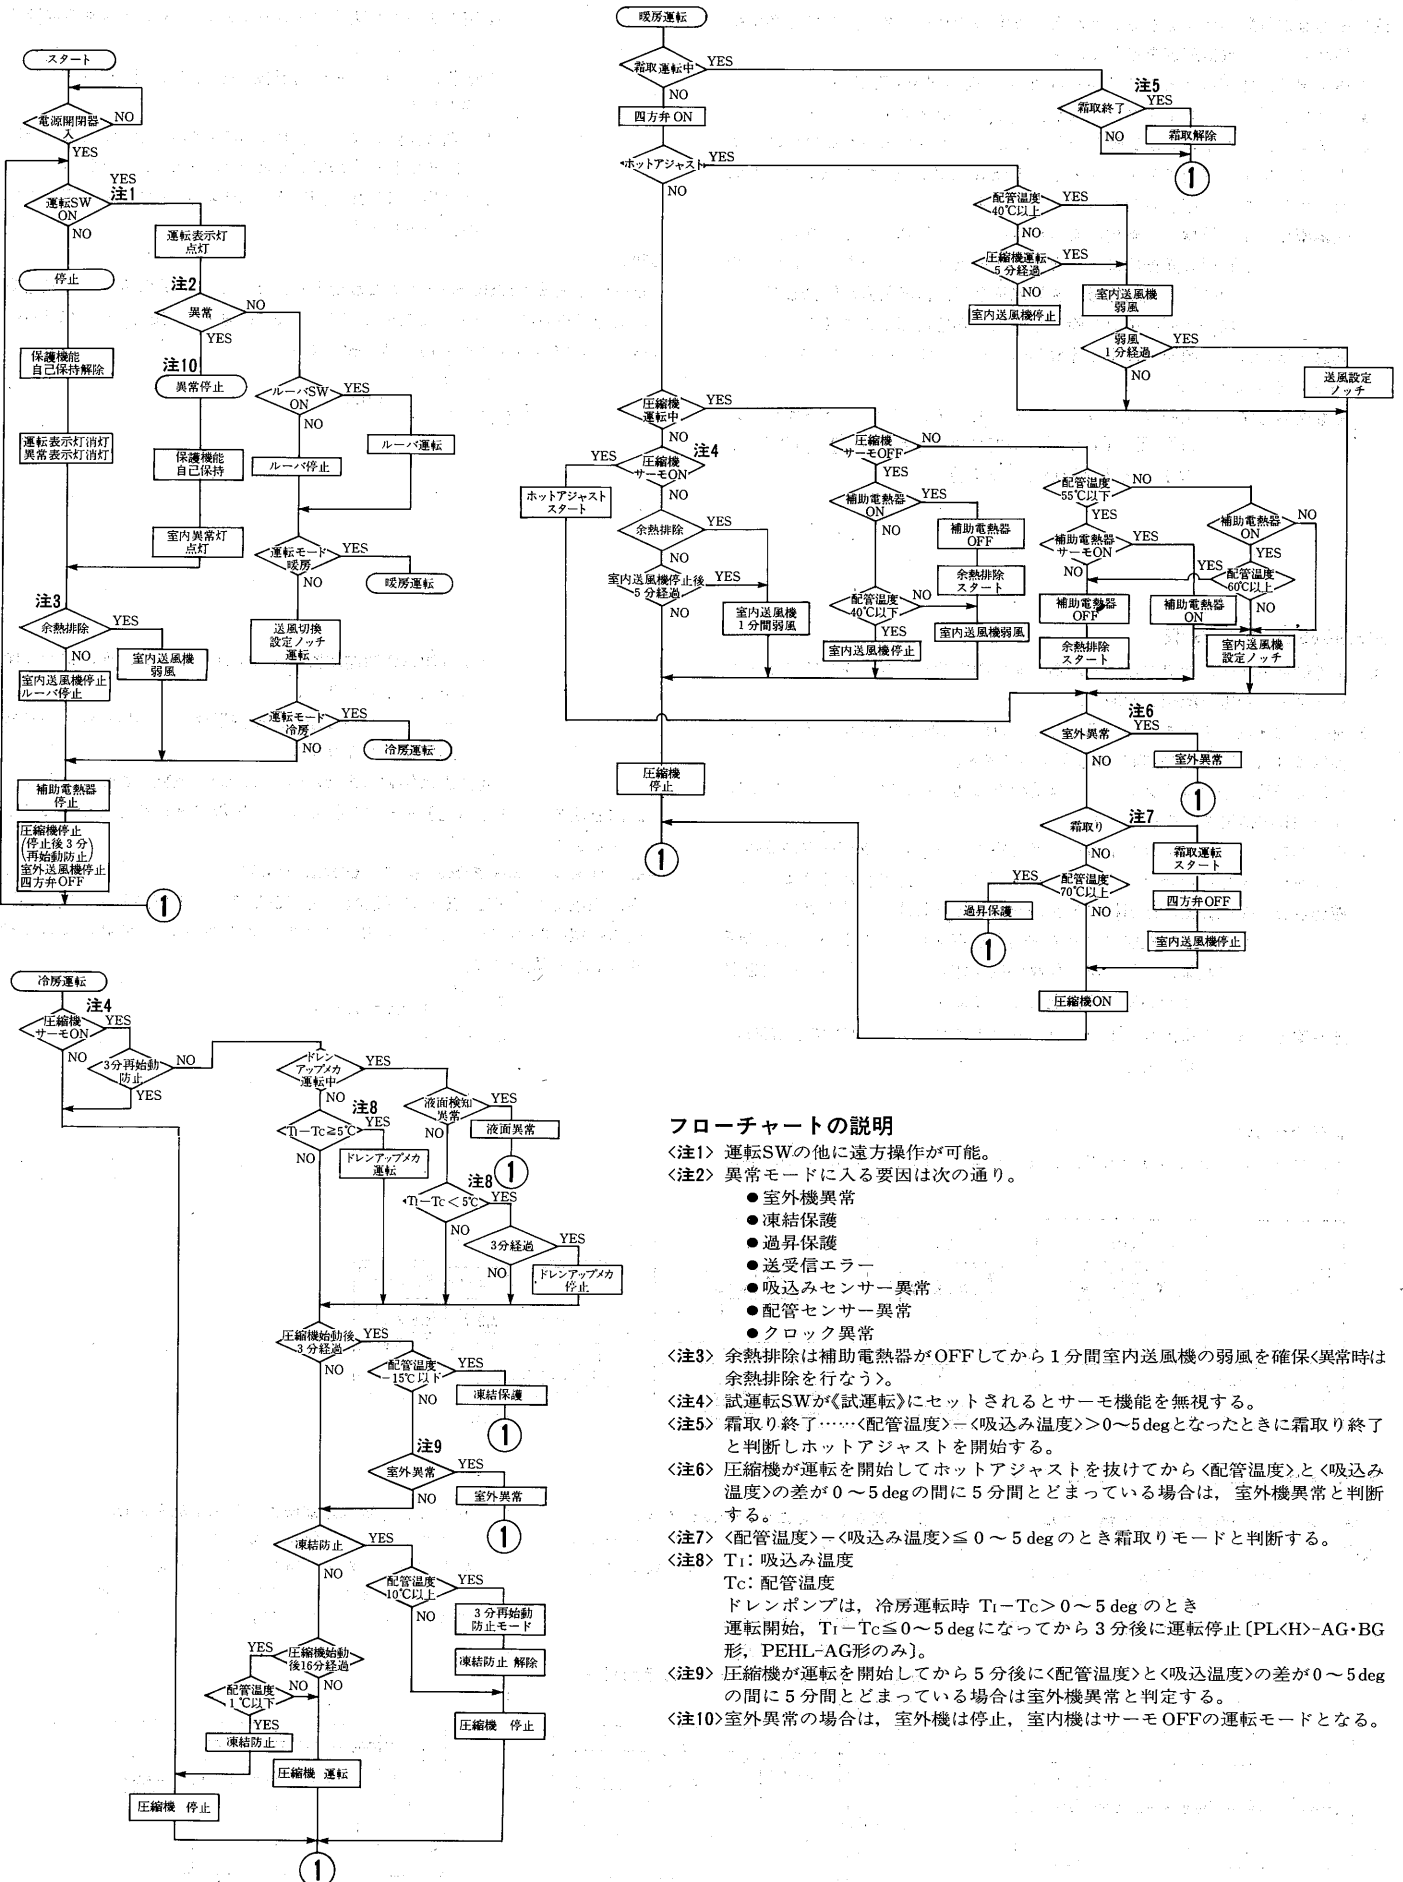 スタート
電源開閉器
入
NO
YES
運転SW
ON
YES
注1
NO
運転表示灯
点灯
停止
注2
異常
NO
YES
保護機能
自己保持解除
注10
異常停止
ルーバSW
ON
YES
NO
ルーバ運転
運転表示灯消灯
異常表示灯消灯
保護機能
自己保持
ルーバ停止
室内異常灯
点灯
運転モード
暖房
YES
NO
暖房運転
注3
余熱排除
YES
NO
室内送風機
弱風
送風切換
設定ノッチ
運転
室内送風機停止
ルーバ停止
運転モード
冷房
YES
NO
冷房運転
補助電熱器
停止
圧縮機停止
(停止後3分)
(再始動防止)
室外送風機停止
四方弁OFF
1
暖房運転
霜取運転中
YES
NO
注5
霜取終了
YES
NO
霜取解除
1
四方弁 ON
ホットアジャスト
YES
NO
配管温度
40℃以上
YES
NO
圧縮機運転
5分経過
YES
NO
室内送風機停止
室内送風機
弱風
弱風
1分経過
YES
NO
送風設定
ノッチ
圧縮機
運転中
YES
NO
注4
圧縮機
サーモON
YES
NO
ホットアジャスト
スタート
余熱排除
YES
NO
室内送風機停止後
5分経過
YES
NO
室内送風機
1分間弱風
圧縮機
サーモOFF
NO
YES
補助電熱器
ON
YES
NO
補助電熱器
OFF
余熱排除
スタート
配管温度
40℃以下
NO
YES
室内送風機弱風
室内送風機停止
配管温度
55℃以下
NO
YES
補助電熱器
サーモON
YES
NO
補助電熱器
ON
NO
YES
配管温度
60℃以上
YES
NO
補助電熱器
OFF
補助電熱器
ON
余熱排除
スタート
室内送風機
設定ノッチ
注6
室外異常
YES
NO
室外異常
1
圧縮機
停止
1
注7
霜取り
NO
霜取運転
スタート
配管温度
70℃以上
YES
NO
過昇保護
1
四方弁OFF
室内送風機停止
圧縮機ON
冷房運転
注4
圧縮機
サーモON
YES
NO
3分再始動
防止
NO
YES
ドレン
アップメカ
運転中
YES
NO
液面検知
異常
YES
NO
液面異常
1
注8
TI−TC≧5℃
YES
NO
ドレンアップメカ
運転
注8
TI−TC＜5℃
YES
NO
3分経過
YES
NO
ドレンアップメカ
停止
圧縮機始動後
3分経過
YES
NO
配管温度
−15℃以下
YES
NO
凍結保護
1
注9
室外異常
YES
NO
室外異常
1
凍結防止
YES
NO
配管温度
10℃以上
YES
NO
3分再始動
防止モード
凍結防止 解除
圧縮機 停止
圧縮機始動
後16分経過
YES
NO
配管温度
1℃以下
NO
YES
凍結防止
圧縮機 運転
圧縮機 停止
1
フローチャートの説明
〈注1〉 運転SWの他に遠方操作が可能。
〈注2〉 異常モードに入る要因は次の通り。
●室外機異常
●凍結保護
●過昇保護
●送受信エラー
●吸込みセンサー異常
●配管センサー異常
●クロック異常
〈注3〉 余熱排除は補助電熱器がOFFしてから1分間室内送風機の弱風を確保〈異常時は
余熱排除を行なう〉。
〈注4〉 試運転SWが《試運転》にセットされるとサーモ機能を無視する。
〈注5〉 霜取り終了……〈配管温度〉−〈吸込み温度〉＞0〜5degとなったときに霜取り終了
と判断しホットアジャストを開始する。
〈注6〉 圧縮機が運転を開始してホットアジャストを抜けてから〈配管温度〉と〈吸込み
温度〉の差が0〜5degの間に5分間とどまっている場合は，室外機異常と判断
する。
〈注7〉 〈配管温度〉−〈吸込み温度〉≦0〜5degのとき霜取りモードと判断する。
〈注8〉 TI：吸込み温度
TC：配管温度
ドレンポンプは，冷房運転時 TI−TC＞0〜5degのとき
運転開始，TI−TC≦0〜5degになってから3分後に運転停止〔PL〈H〉-AG・BG
形，PEHL-AG形のみ〕。
〈注9〉 圧縮機が運転を開始してから5分後に〈配管温度〉と〈吸込温度〉の差が0〜5deg
の間に5分間とどまっている場合は室外機異常と判定する。
〈注10〉室外異常の場合は，室外機は停止，室内機はサーモOFFの運転モードとなる。